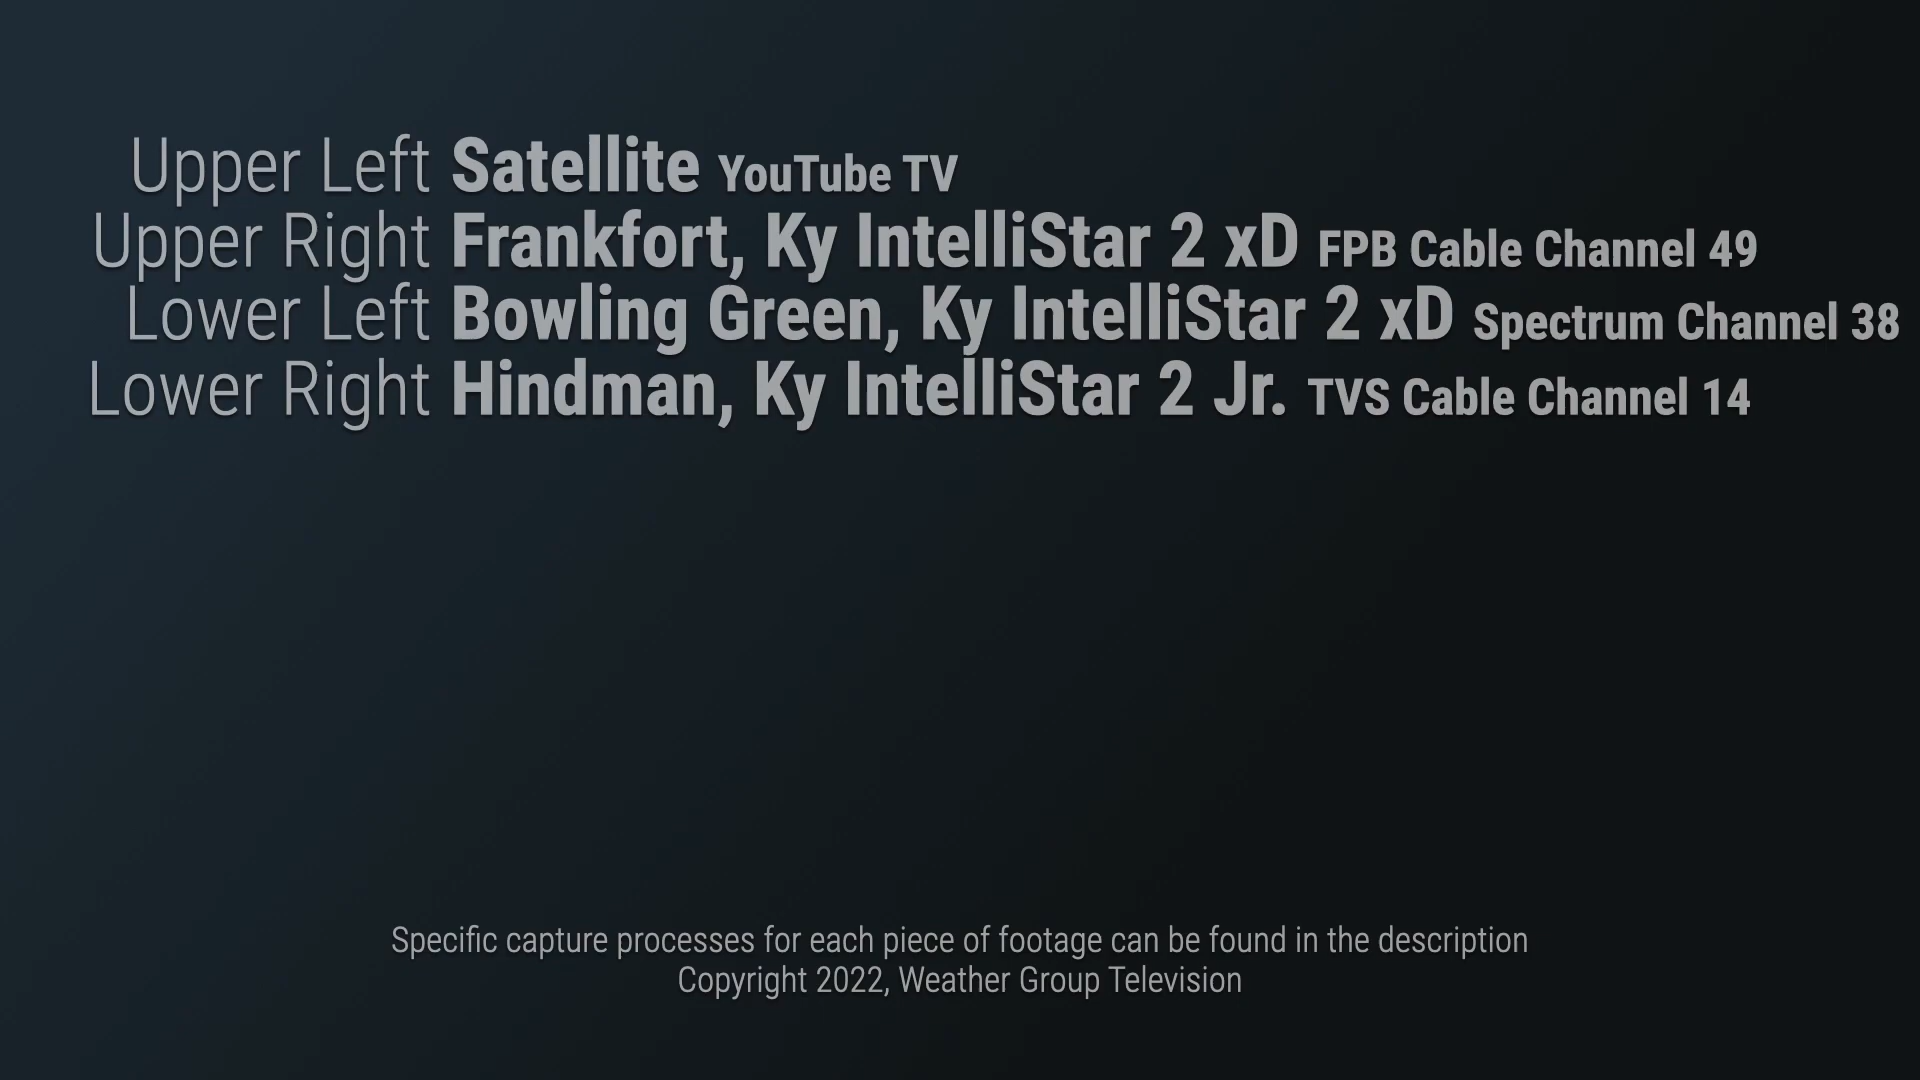 Upper Left Satellite YouTube TV
Upper Right Frankfort, Ky IntelliStar 2 xD FPB Cable Channel 49
Lower Left Bowling Green, Ky IntelliStar 2 xD Spectrum Channel 38
Lower Right Hindman, Ky IntelliStar 2 Jr. TVS Cable Channel 14
Specific capture processes for each piece of footage can be found in the description
Copyright 2022, Weather Group Television